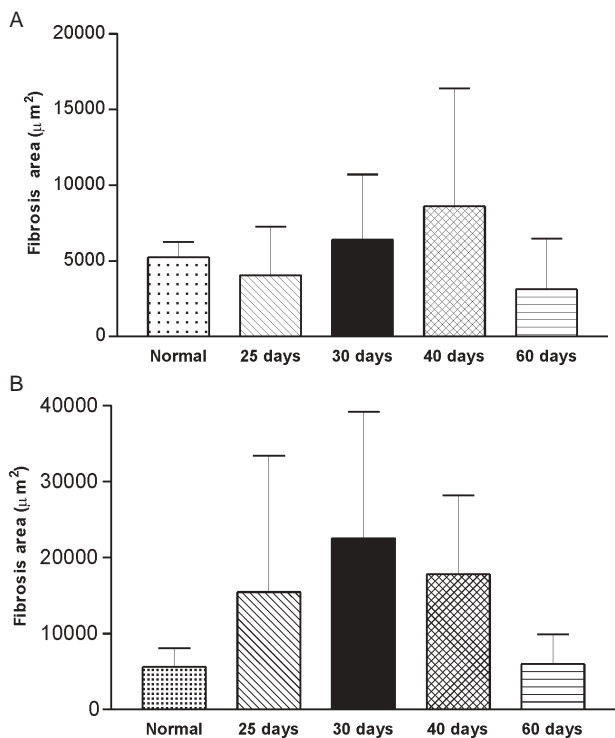 A
20000
15000
10000
5000
0
Fibrosis area (μm²)
Normal 25 days 30 days 40 days 60 days
B
40000
30000
20000
10000
0
Fibrosis area (μm²)
Normal 25 days 30 days 40 days 60 days